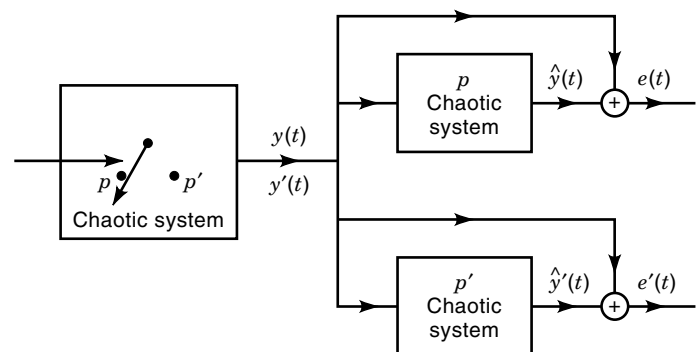 p
Chaotic
system
ŷ(t)
e(t)
+
y(t)
y′(t)
p
p′
Chaotic system
p′
Chaotic
system
ŷ′(t)
e′(t)
+